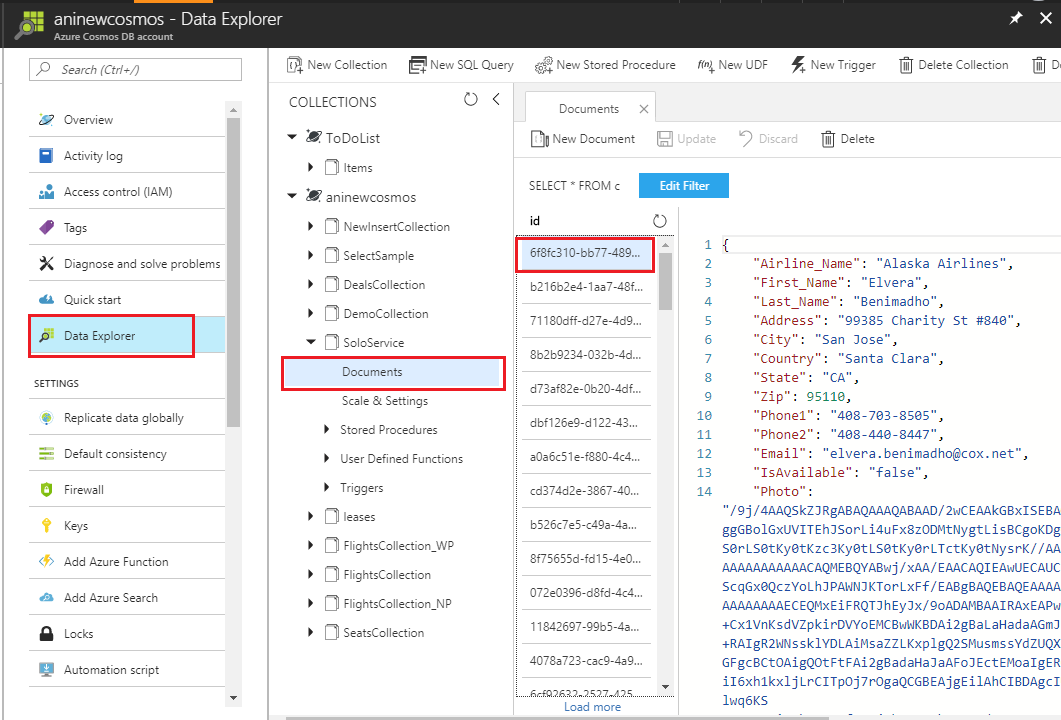 aninewcosmos - Data Explorer
Azure Cosmos DB account
Search (Ctrl+/)
Overview
Activity log
Access control (IAM)
Tags
Diagnose and solve problems
Quick start
Data Explorer
SETTINGS
Replicate data globally
Default consistency
Firewall
Keys
Add Azure Function
Add Azure Search
Locks
Automation script
New Collection
New SQL Query
New Stored Procedure
New UDF
New Trigger
Delete Collection
COLLECTIONS
ToDoList
Items
aninewcosmos
NewInsertCollection
SelectSample
DealsCollection
DemoCollection
SoloService
Documents
Scale & Settings
Stored Procedures
User Defined Functions
Triggers
leases
FlightsCollection_WP
FlightsCollection
FlightsCollection_NP
SeatsCollection
Documents
New Document
Update
Discard
Delete
SELECT * FROM c
Edit Filter
id
6f8fc310-bb77-489...
b216b2e4-1aa7-48f...
71180dff-d27e-4d9...
8b2b9234-032b-4d...
d73af82e-0b20-4df...
dbf126e9-d122-43...
a0a6c51e-f880-4c4...
cd374d2e-3867-40...
b526c7e5-c49a-4a...
8f75655d-fd15-4e0...
072e0396-d8fd-4c4...
11842697-99b5-4a...
4078a723-cac9-4a9...
6cf92632-2527-425...
Load more
1 {
2 "Airline_Name": "Alaska Airlines",
3 "First_Name": "Elvera",
4 "Last_Name": "Benimadho",
5 "Address": "99385 Charity St #840",
6 "City": "San Jose",
7 "Country": "Santa Clara",
8 "State": "CA",
9 "Zip": 95110,
10 "Phone1": "408-703-8505",
11 "Phone2": "408-440-8447",
12 "Email": "elvera.benimadho@cox.net",
13 "IsAvailable": "false",
14 "Photo":
"/9j/4AAQSkZJRgABAQAAAQABAAD/2wCEAAkGBxISEBA
ggGBolGxUVITEhJSorLi4uFx8zODMtNygtLisBCgoKDg
S0rLS0tKy0tKzc3Ky0tLS0tKy0rLTctKy0tNysrK//AA
AAAAAAAAAAAACAQMEBQYABwj/xAA/EAACAQIEAwUECAUC
ScqGx0QczYoLhJPAWNJKTorLxFf/EABgBAQEBAQEAAAA
AAAAAAAAAECEQMxEiFRQTJhEyJx/9oADAMBAAIRAxEAPw
+Cx1VnKsdVZpkirDVYoEMCBwWKBDAi2gBaLaHadaAGmJ
+RAIgR2WNssklYDLAiMsaZZLKxplgQ2SMusmssYdZUQX
GFgcBCtOAigQOtFtFAi2gBadaHaJaAFoJEctEMoaIgER
iI6xh1kxljLrCITpOj7rOgaQCGBEAjgEilAhCIBDAgcI
lwq6KS